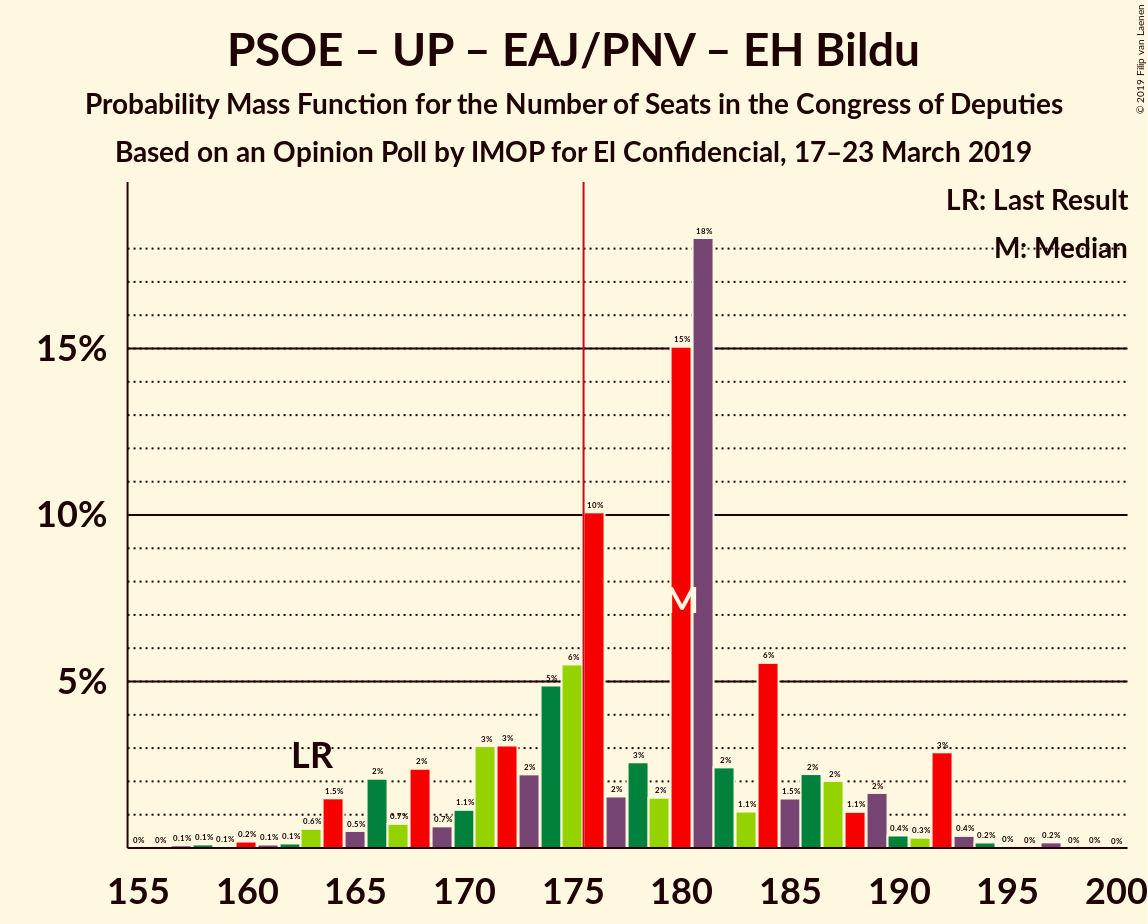 PSOE – UP – EAJ/PNV – EH Bildu
Probability Mass Function for the Number of Seats in the Congress of Deputies
Based on an Opinion Poll by IMOP for El Confidencial, 17–23 March 2019
© 2019 Filip van Laenen
LR: Last Result
M: Median
15%
10%
5%
LR
M
0% 0% 0.1% 0.1% 0.1% 0.2% 0.1% 0.1% 0.6% 1.5% 0.5% 2% 0.7% 2% 0.7% 1.1% 3% 3% 2% 5% 6% 10% 2% 3% 2% 15% 18% 2% 1.1% 6% 1.5% 2% 2% 1.1% 2% 0.4% 0.3% 3% 0.4% 0.2% 0% 0% 0.2% 0% 0% 0%
155 160 165 170 175 180 185 190 195 200